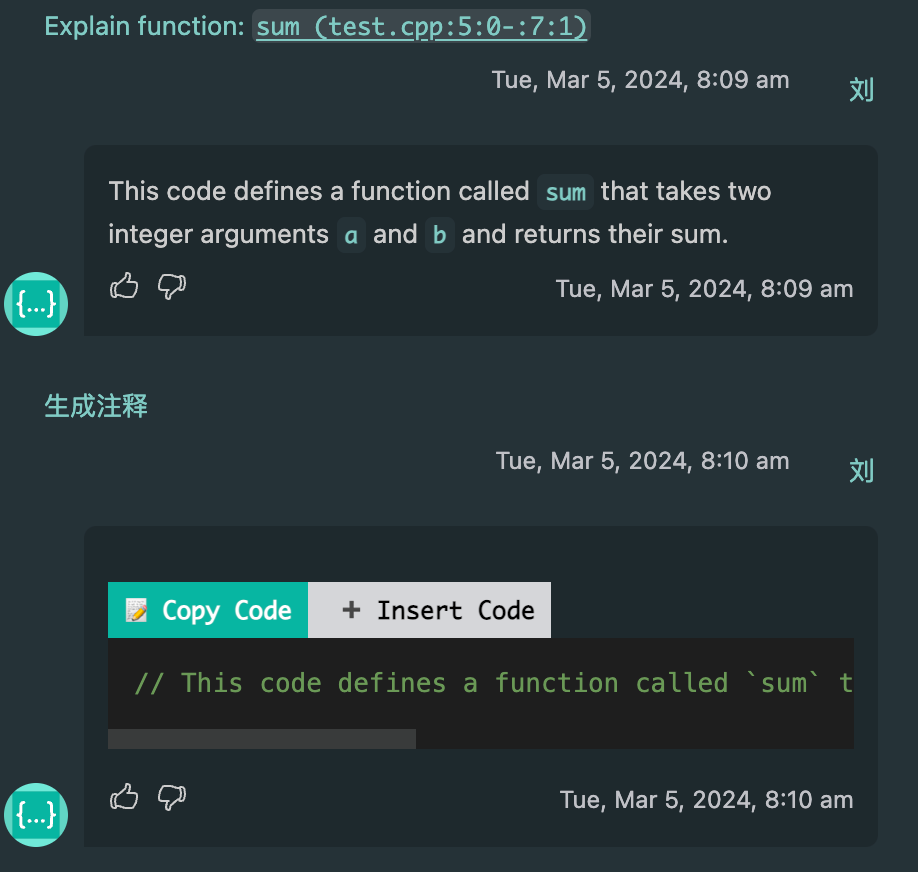 Explain function: sum (test.cpp:5:0-:7:1)
Tue, Mar 5, 2024, 8:09 am
刘
This code defines a function called sum that takes two
integer arguments a and b and returns their sum.
{...}
Tue, Mar 5, 2024, 8:09 am
生成注释
Tue, Mar 5, 2024, 8:10 am
刘
📝 Copy Code
➕ Insert Code
// This code defines a function called `sum` t
{...}
Tue, Mar 5, 2024, 8:10 am